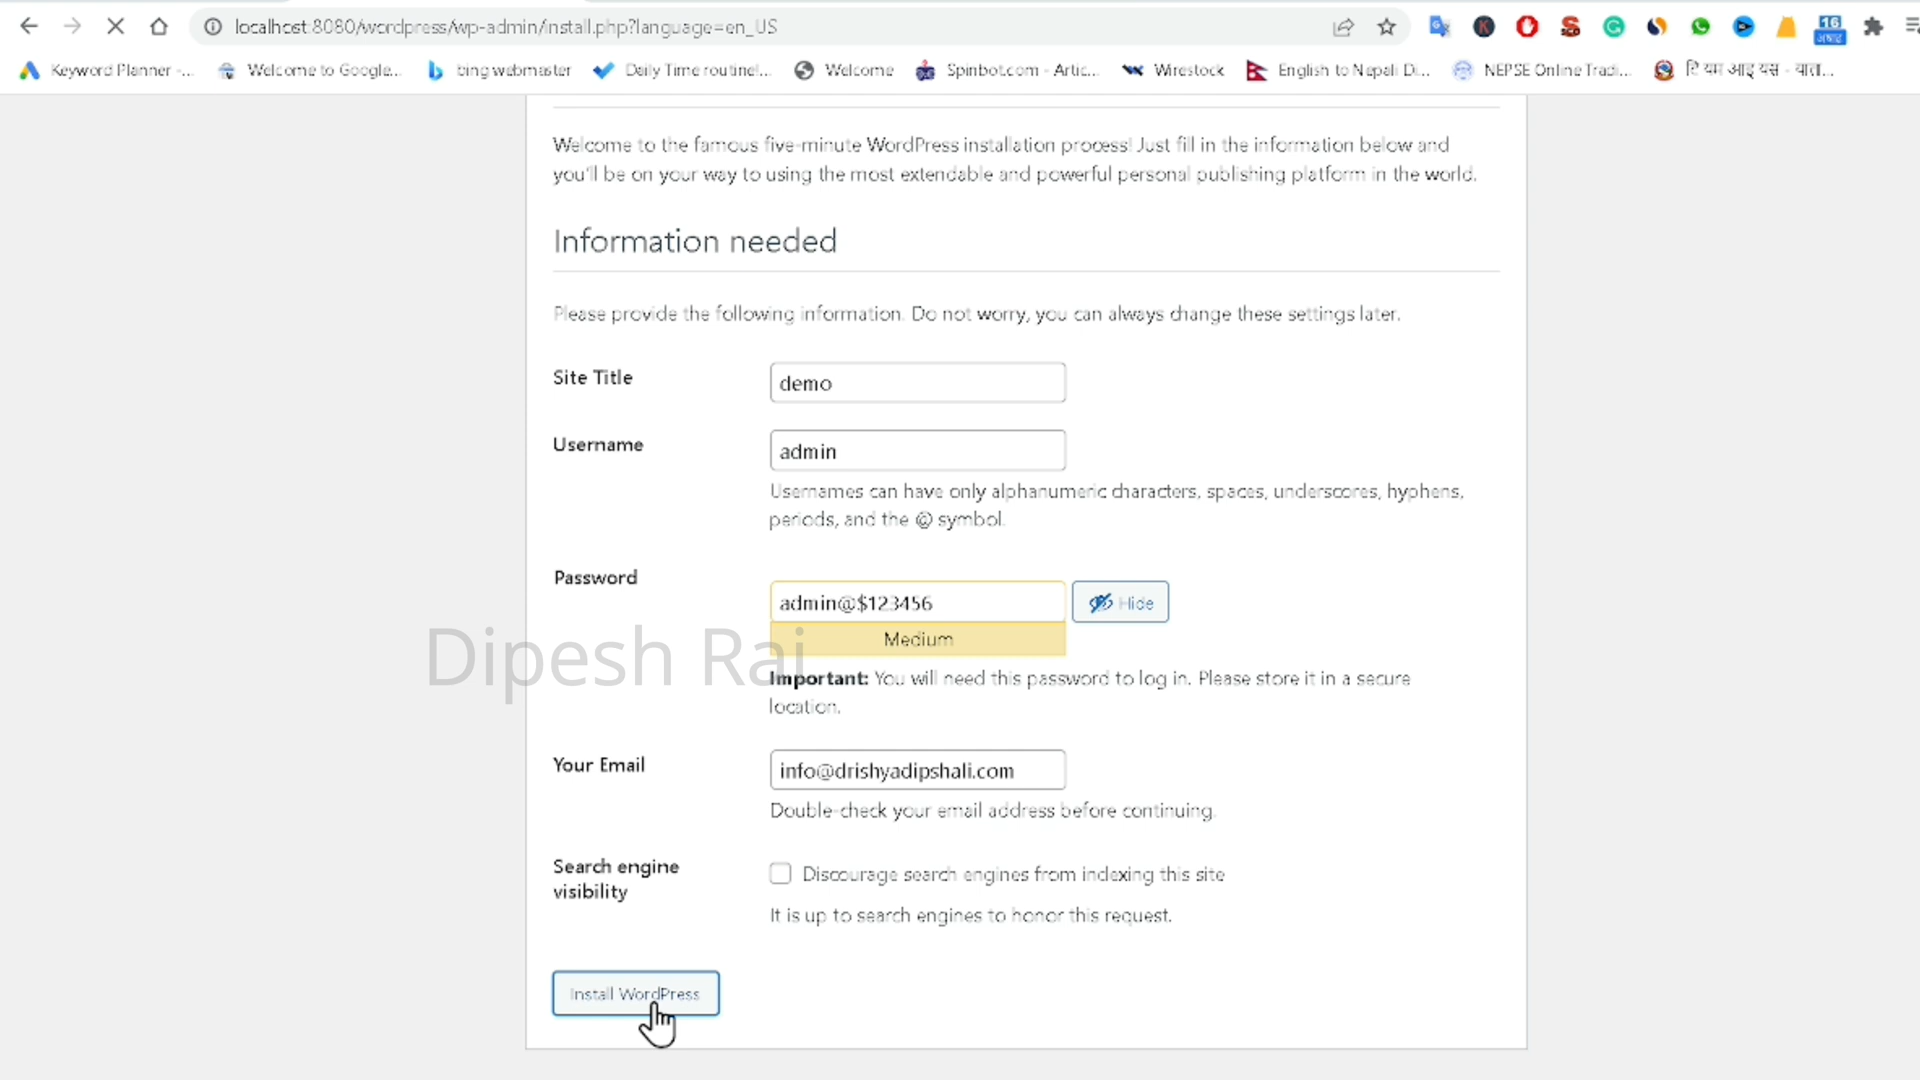 localhost:8080/wordpress/wp-admin/install.php?language=en_US
16
Keyword Planner -... Welcome to Google... bing webmaster Daily Time routine!... Welcome Spinbot.com - Artic... Wirestock English to Nepali Di... NEPSE Online Tradi...
Welcome to the famous five-minute WordPress installation process! Just fill in the information below and
you'll be on your way to using the most extendable and powerful personal publishing platform in the world.
Information needed
Please provide the following information. Do not worry, you can always change these settings later.
Site Title
demo
Username
admin
Usernames can have only alphanumeric characters, spaces, underscores, hyphens,
periods, and the @ symbol.
Password
admin@$123456
Hide
Medium
Dipesh Rai
Important: You will need this password to log in. Please store it in a secure
location.
Your Email
info@drishyadipshali.com
Double-check your email address before continuing.
Search engine
visibility
Discourage search engines from indexing this site
It is up to search engines to honor this request.
Install WordPress